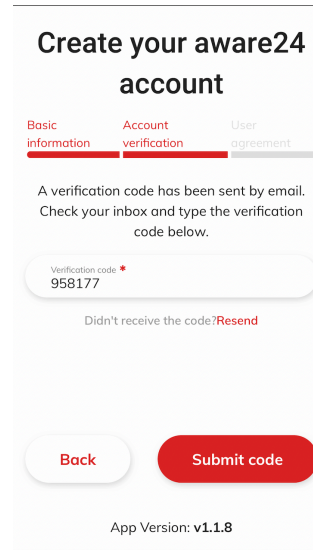 Create your aware24
account
Basic
information
Account
verification
User
agreement
A verification code has been sent by email.
Check your inbox and type the verification
code below.
Verification code *
958177
Didn't receive the code?Resend
Back
Submit code
App Version: v1.1.8